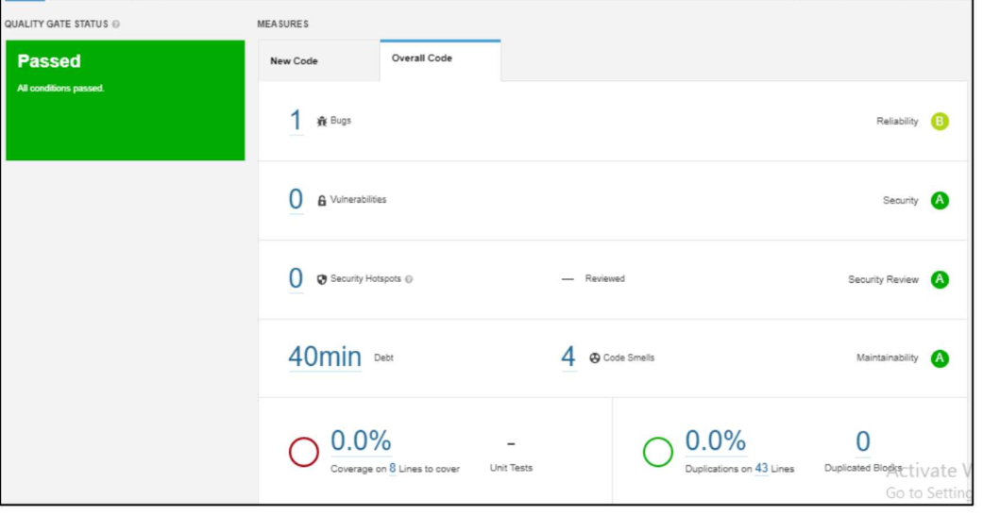 QUALITY GATE STATUS
MEASURES
Passed
All conditions passed.
New Code
Overall Code
1 Bugs
Reliability B
0 Vulnerabilities
Security A
0 Security Hotspots
— Reviewed
Security Review A
40min Debt
4 Code Smells
Maintainability A
0.0%
Coverage on 8 Lines to cover
-
Unit Tests
0.0%
Duplications on 43 Lines
0
Duplicated Blocks
Activate
Go to Setting